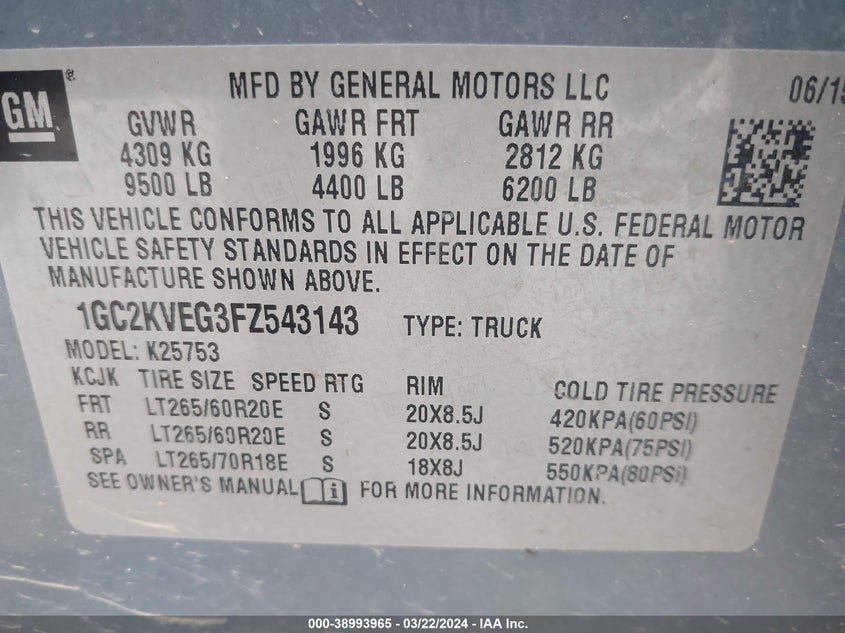 GM ®
MFD BY GENERAL MOTORS LLC 06/15
GVWR GAWR FRT GAWR RR
4309 KG 1996 KG 2812 KG
9500 LB 4400 LB 6200 LB
THIS VEHICLE CONFORMS TO ALL APPLICABLE U.S. FEDERAL MOTOR
VEHICLE SAFETY STANDARDS IN EFFECT ON THE DATE OF
MANUFACTURE SHOWN ABOVE.
1GC2KVEG3FZ543143 TYPE: TRUCK
MODEL: K25753
KCJK TIRE SIZE SPEED RTG RIM COLD TIRE PRESSURE
FRT LT265/60R20E S 20X8.5J 420KPA(60PSI)
RR LT265/60R20E S 20X8.5J 520KPA(75PSI)
SPA LT265/70R18E S 18X8J 550KPA(80PSI)
SEE OWNER'S MANUAL i FOR MORE INFORMATION.
000-38993965 - 03/22/2024 - IAA Inc.